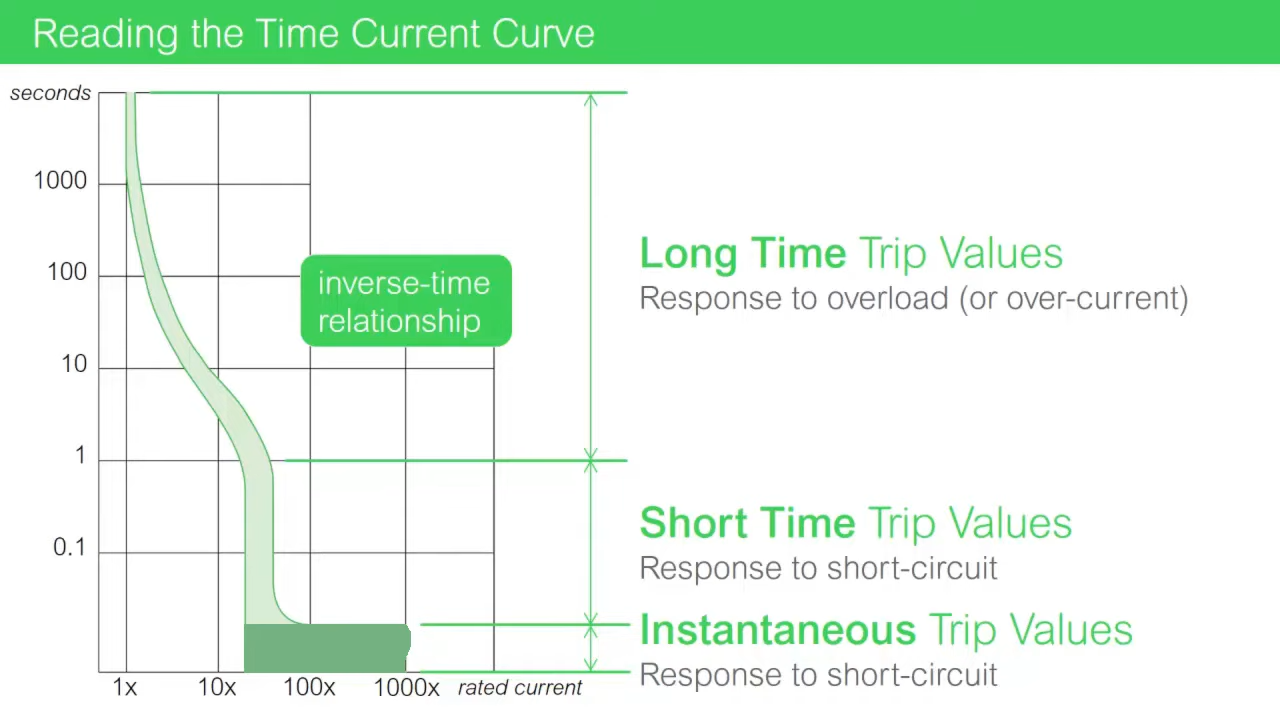 Reading the Time Current Curve
seconds
1000
100
10
1
0.1
1x
10x
100x
1000x
rated current
inverse-time
relationship
Long Time Trip Values
Response to overload (or over-current)
Short Time Trip Values
Response to short-circuit
Instantaneous Trip Values
Response to short-circuit